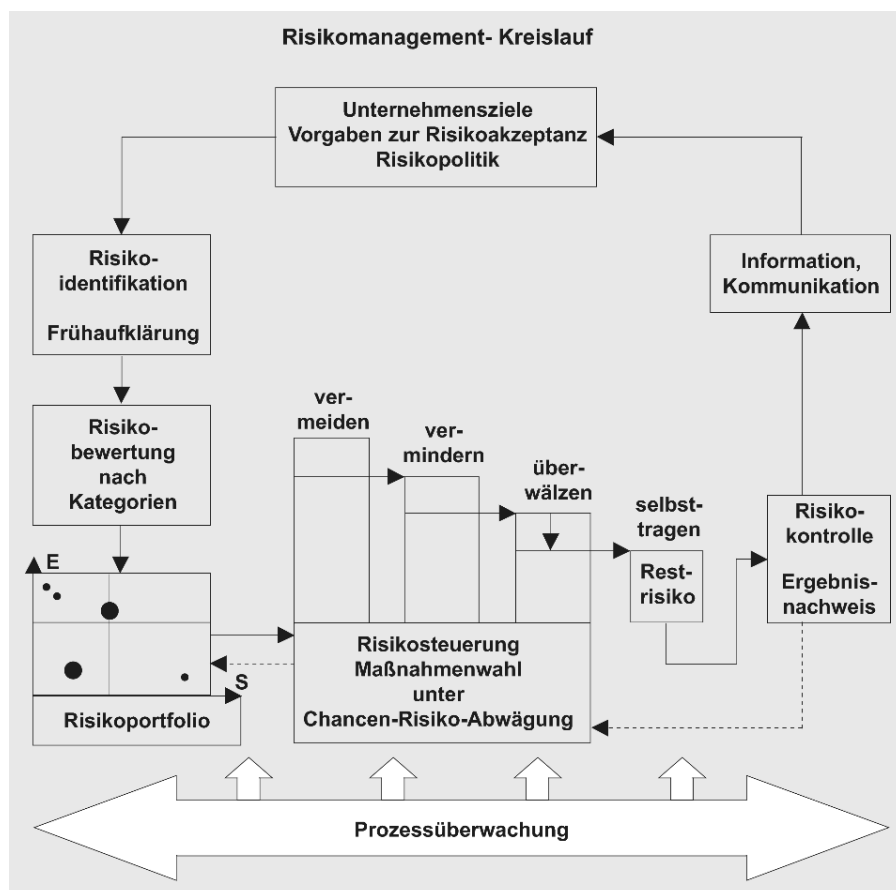 Risikomanagement- Kreislauf
Unternehmensziele
Vorgaben zur Risikoakzeptanz
Risikopolitik
Risiko-
identifikation
Frühaufklärung
Information,
Kommunikation
Risiko-
bewertung
nach
Kategorien
ver-
meiden
ver-
mindern
über-
wälzen
selbst-
tragen
Rest-
risiko
Risiko-
kontrolle
Ergebnis-
nachweis
E
S
Risikoportfolio
Risikosteuerung
Maßnahmenwahl
unter
Chancen-Risiko-Abwägung
Prozessüberwachung